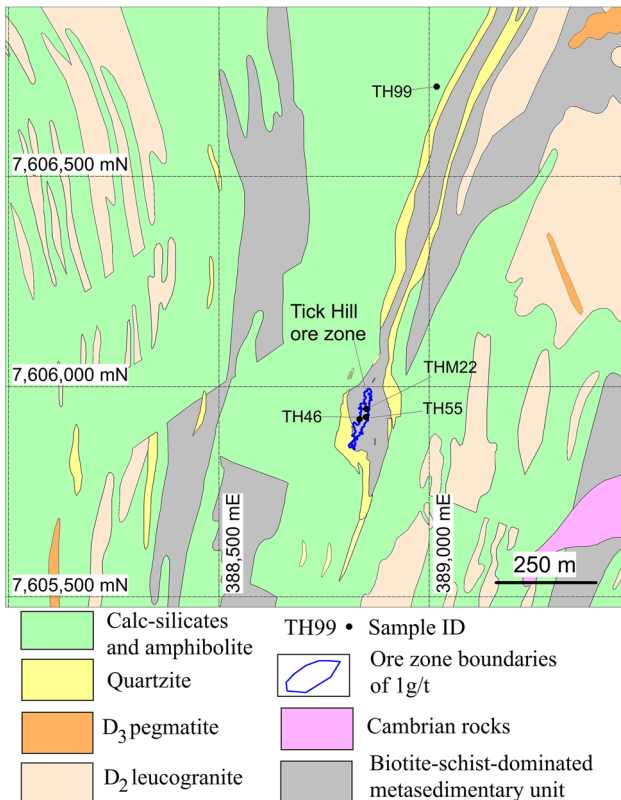 TH99
7,606,500 mN
Tick Hill
ore zone
7,606,000 mN
THM22
TH46
TH55
388,500 mE
389,000 mE
250 m
7,605,500 mN
Calc-silicates
and amphibolite
Quartzite
D3 pegmatite
D2 leucogranite
TH99 • Sample ID
Ore zone boundaries
of 1g/t
Cambrian rocks
Biotite-schist-dominated
metasedimentary unit